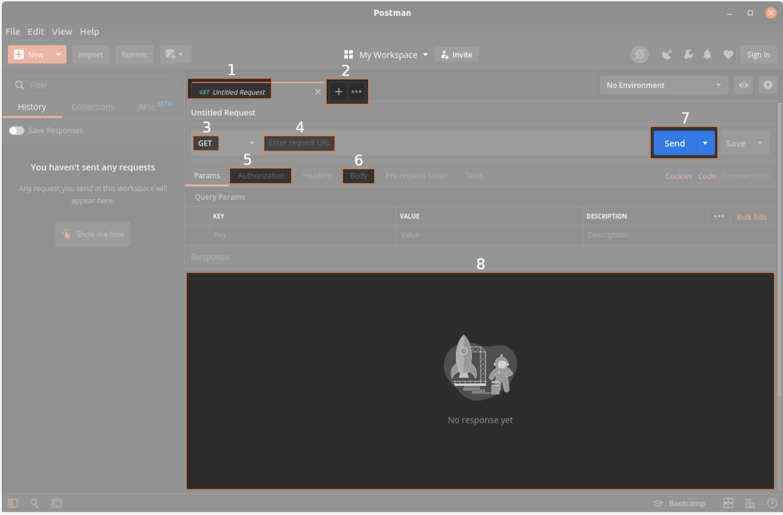 Postman
File Edit View Help
New Import Runner My Workspace Invite Sign In
Filter
History Collections APIs BETA
Save Responses
You haven't sent any requests
Any request you send in this workspace will
appear here.
Show me how
1 2
GET Untitled Request
No Environment
Untitled Request
3 4 7
GET Enter request URL Send Save
5 6
Params Authorization Headers Body Pre-request Script Tests Cookies Code Comments (0)
Query Params
KEY VALUE DESCRIPTION Bulk Edit
Key Value Description
Response
8
No response yet
Bootcamp